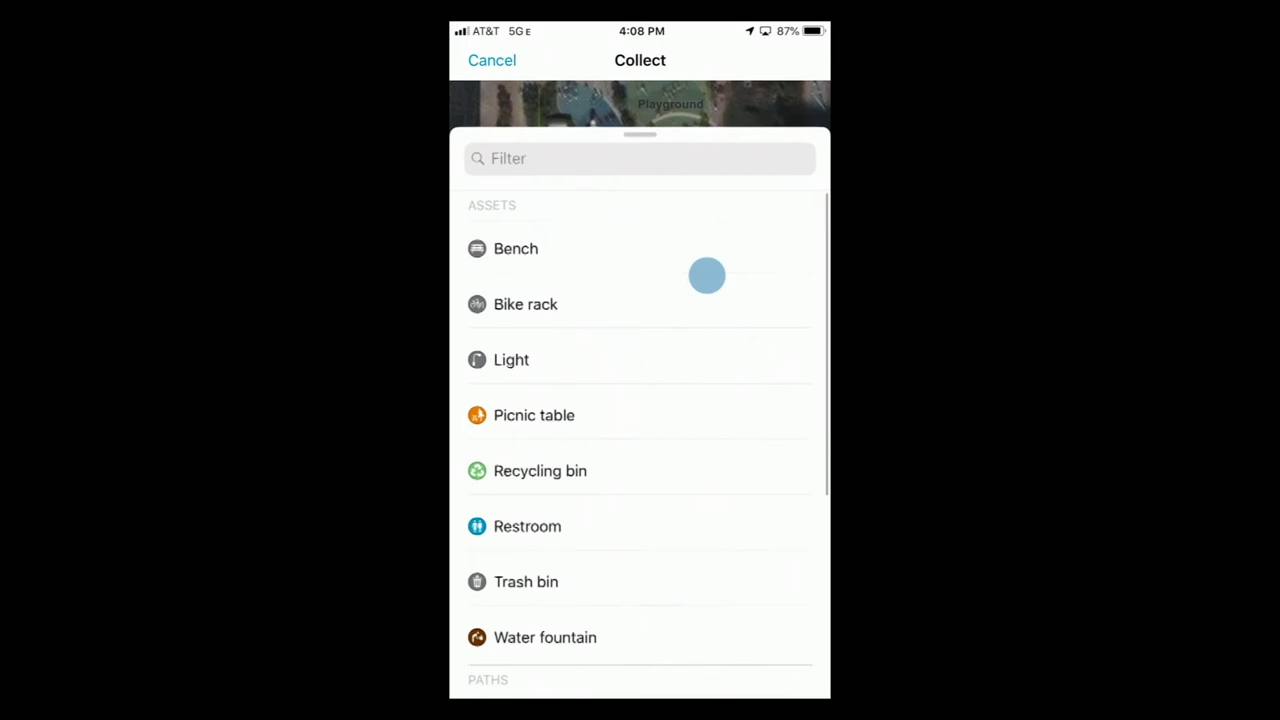 AT&T 5GE 4:08 PM 87%
Cancel Collect
Playground
Filter
ASSETS
Bench
Bike rack
Light
Picnic table
Recycling bin
Restroom
Trash bin
Water fountain
PATHS